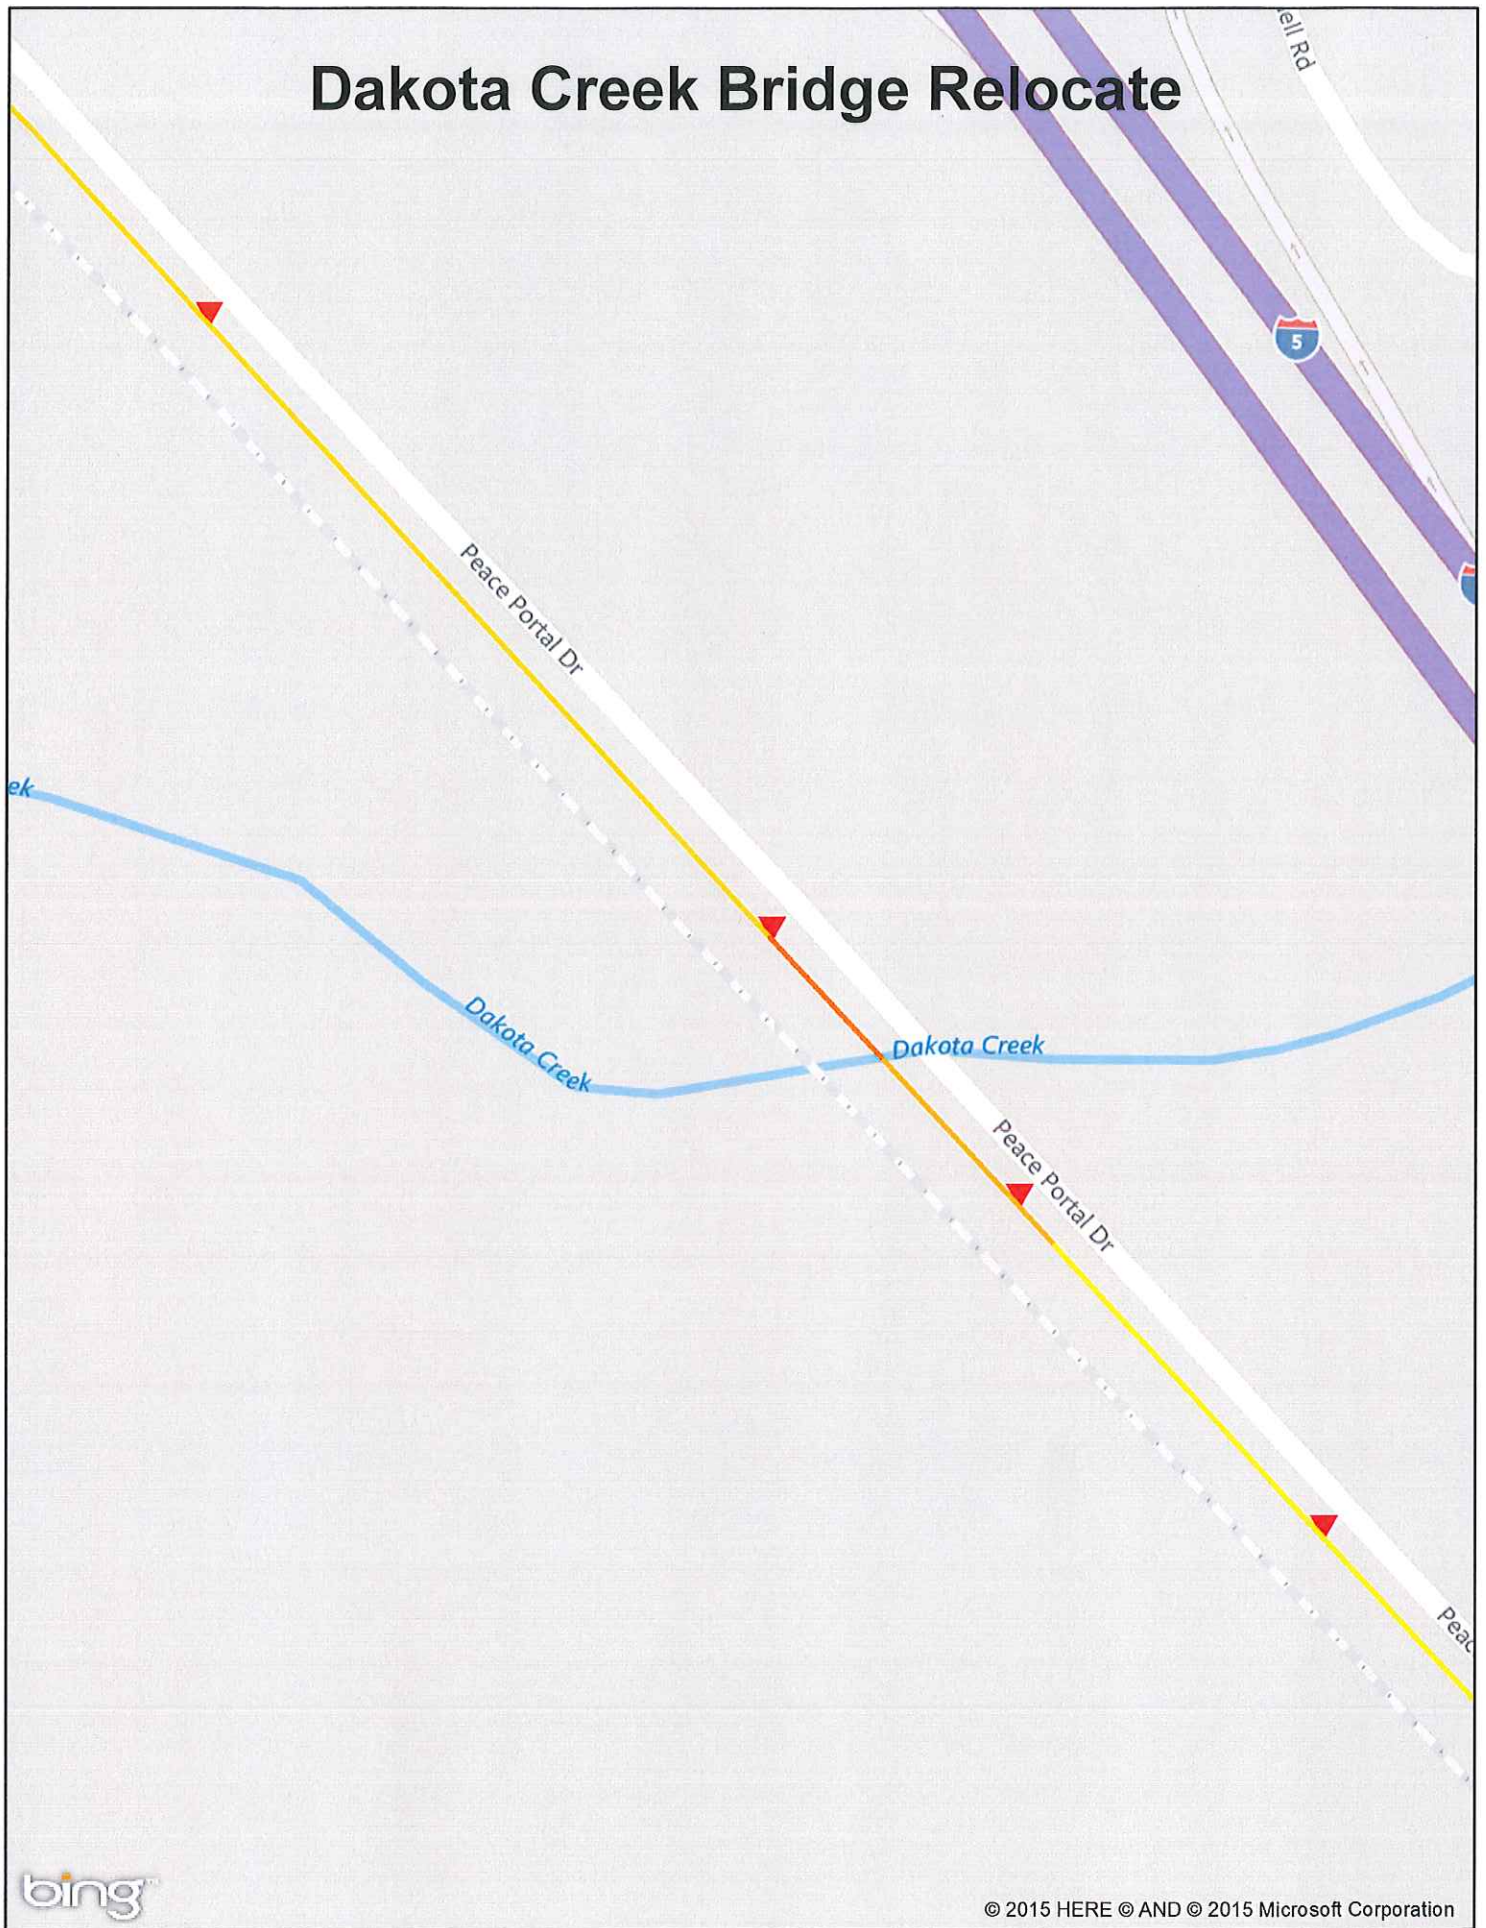 Dakota Creek Bridge Relocate
ell Rd
5
Peace Portal Dr
ek
Dakota Creek
Dakota Creek
Peace Portal Dr
Peac
bing
© 2015 HERE © AND © 2015 Microsoft Corporation